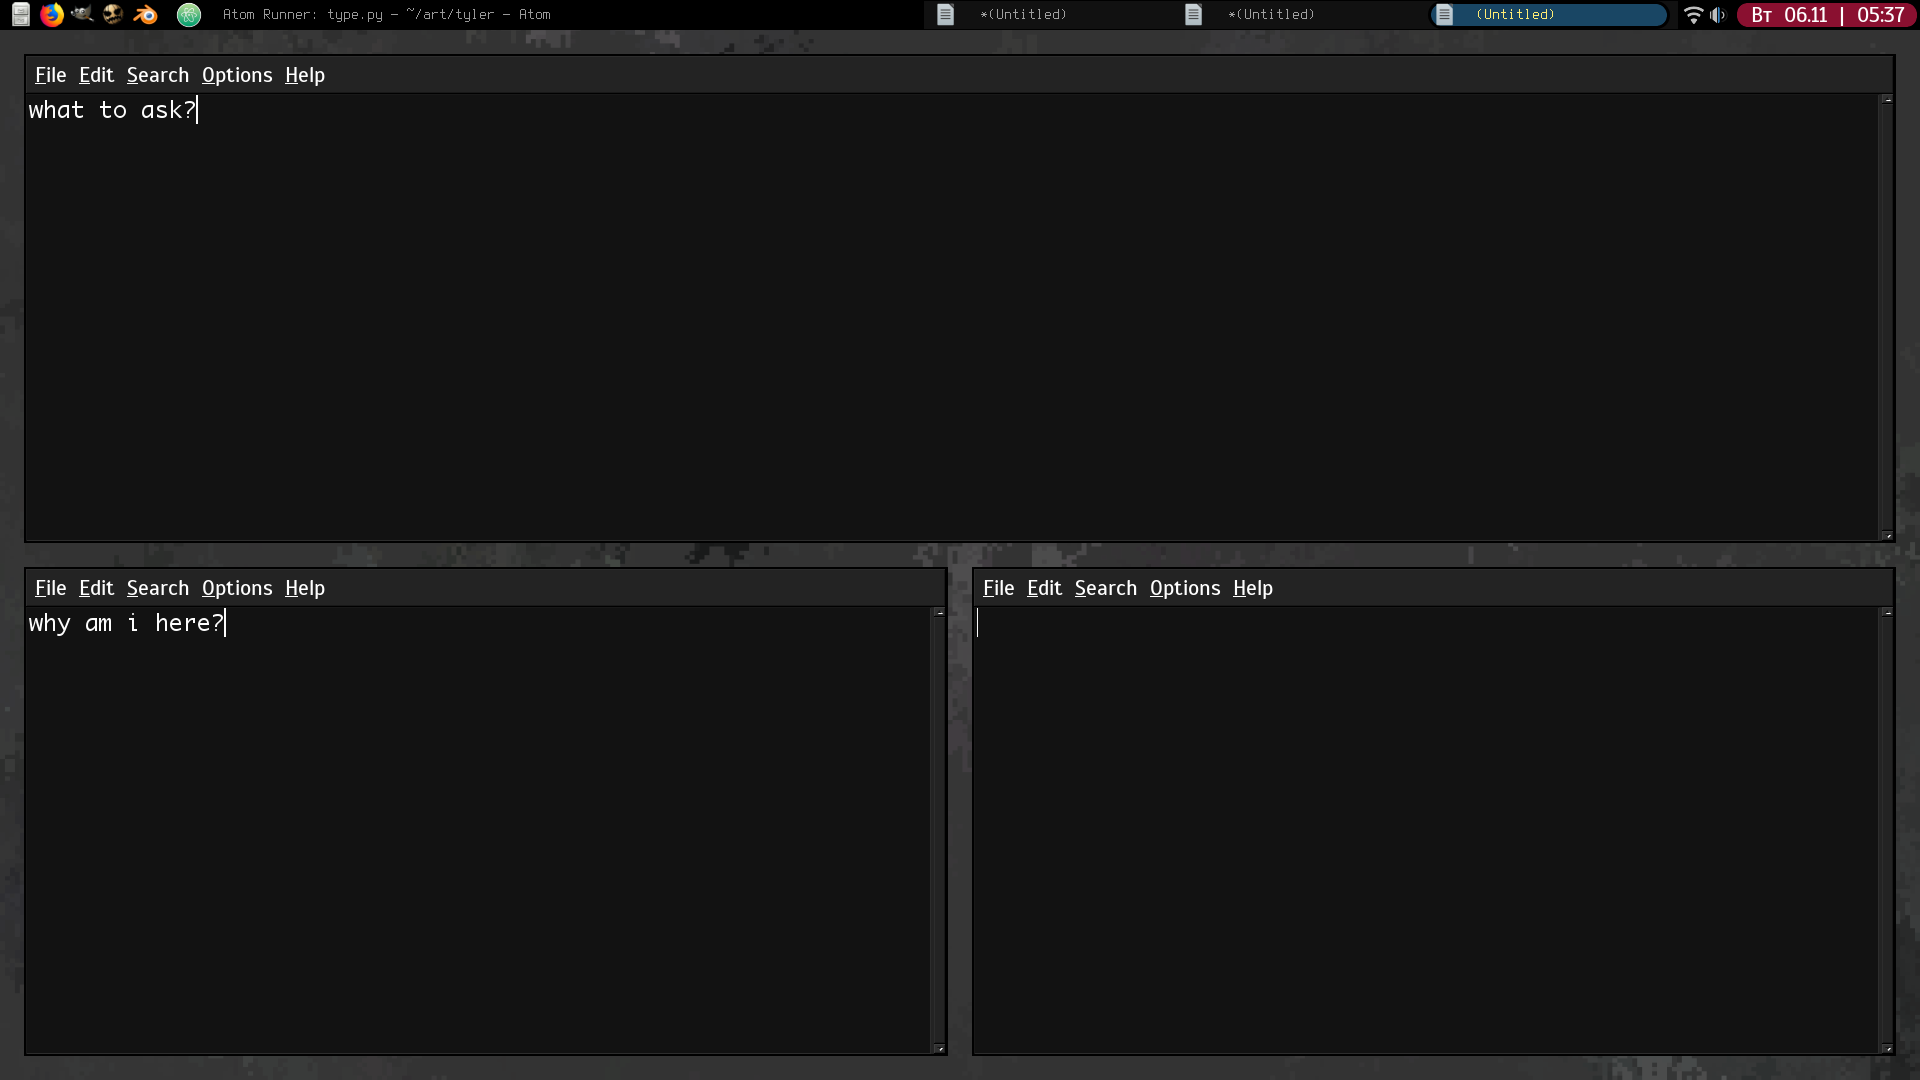 Atom Runner: type.py – ~/art/tyler – Atom
*(Untitled)
*(Untitled)
(Untitled)
Вт 06.11 | 05:37
File Edit Search Options Help
what to ask?
File Edit Search Options Help
why am i here?
File Edit Search Options Help